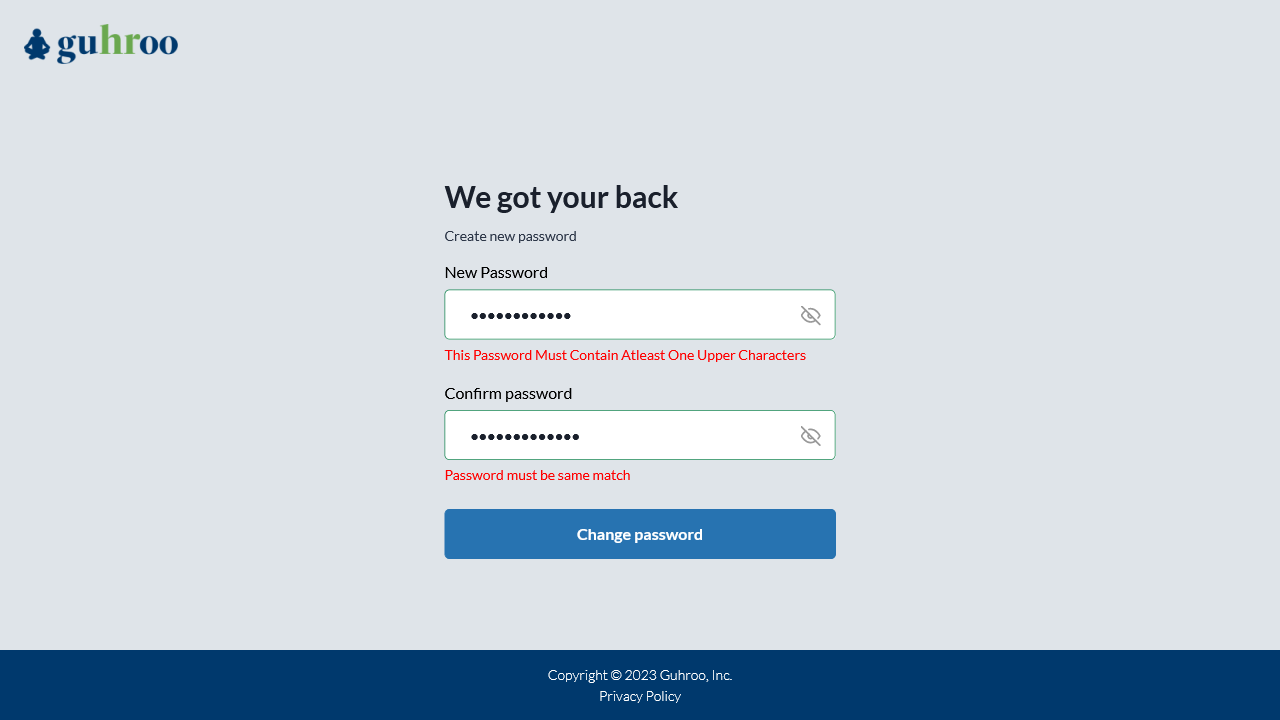 guhroo
We got your back
Create new password
New Password
••••••••••••
This Password Must Contain Atleast One Upper Characters
Confirm password
•••••••••••••
Password must be same match
Change password
Copyright © 2023 Guhroo, Inc.
Privacy Policy